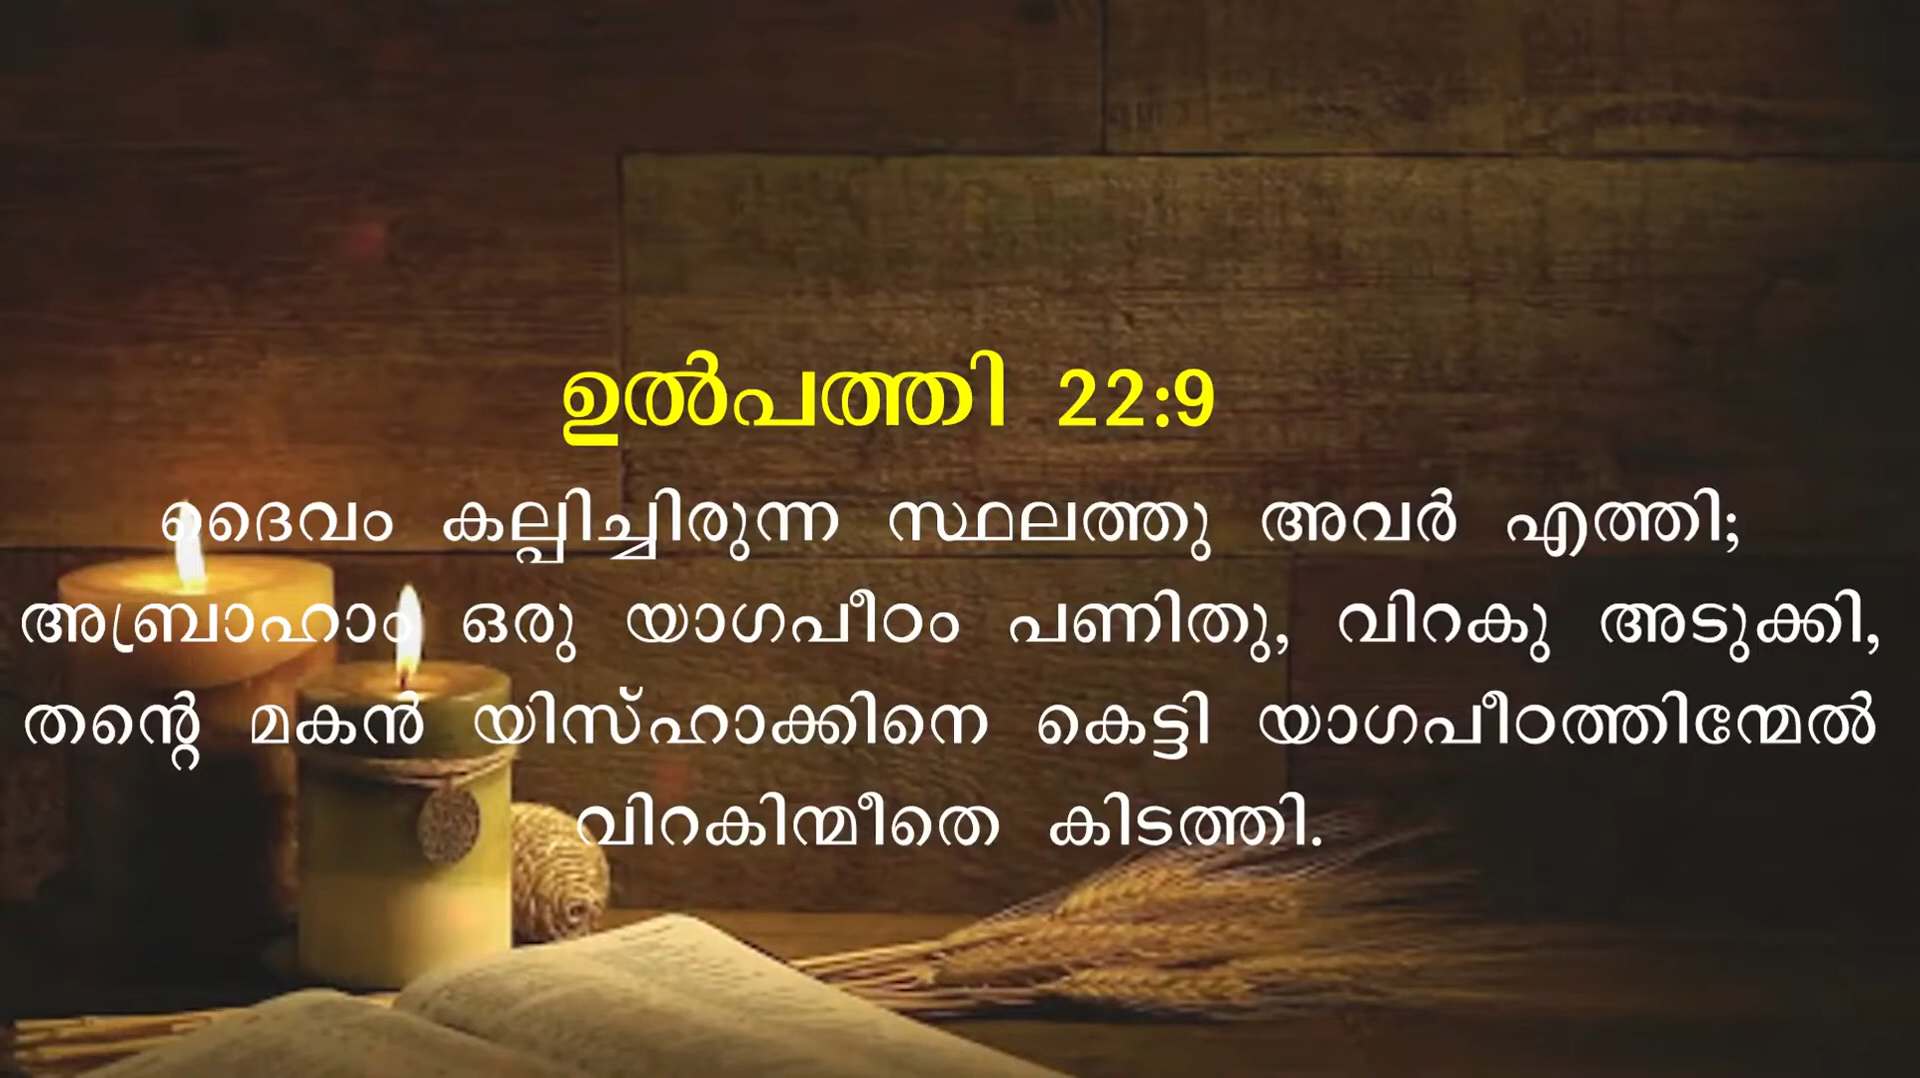 ഉൽപത്തി 22:9
ദൈവം കല്പിച്ചിരുന്ന സ്ഥലത്തു അവർ എത്തി;
അബ്രാഹാം ഒരു യാഗപീഠം പണിതു, വിറകു അടുക്കി,
തന്റെ മകൻ യിസ്ഹാക്കിനെ കെട്ടി യാഗപീഠത്തിന്മേൽ
വിറകിന്മീതെ കിടത്തി.